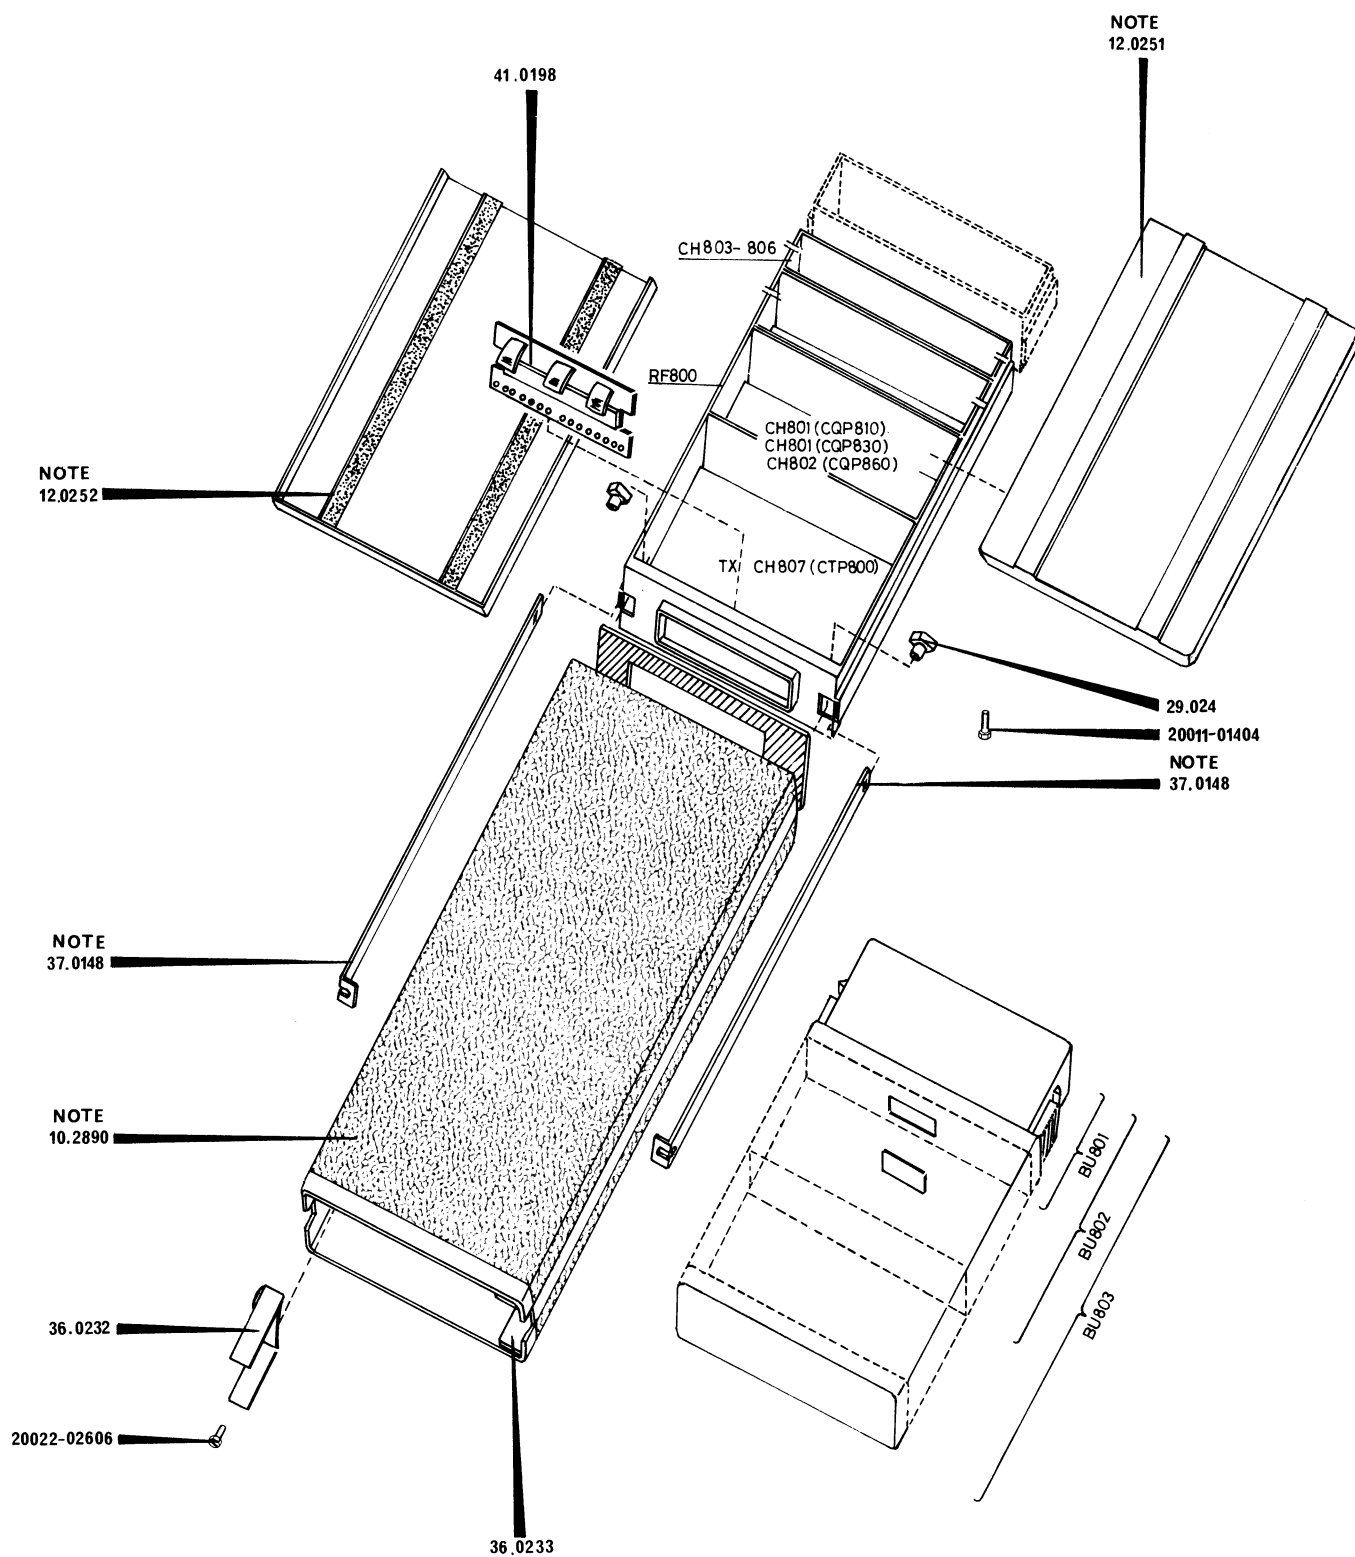 NOTE
12.0251
41.0198
CH803-806
RF800
CH801(CQP810)
CH801(CQP830)
CH802(CQP860)
NOTE
12.0252
TX CH807(CTP800)
29.024
20011-01404
NOTE
37.0148
NOTE
37.0148
NOTE
10.2890
BU801
BU802
BU803
36.0232
20022-02606
36.0233